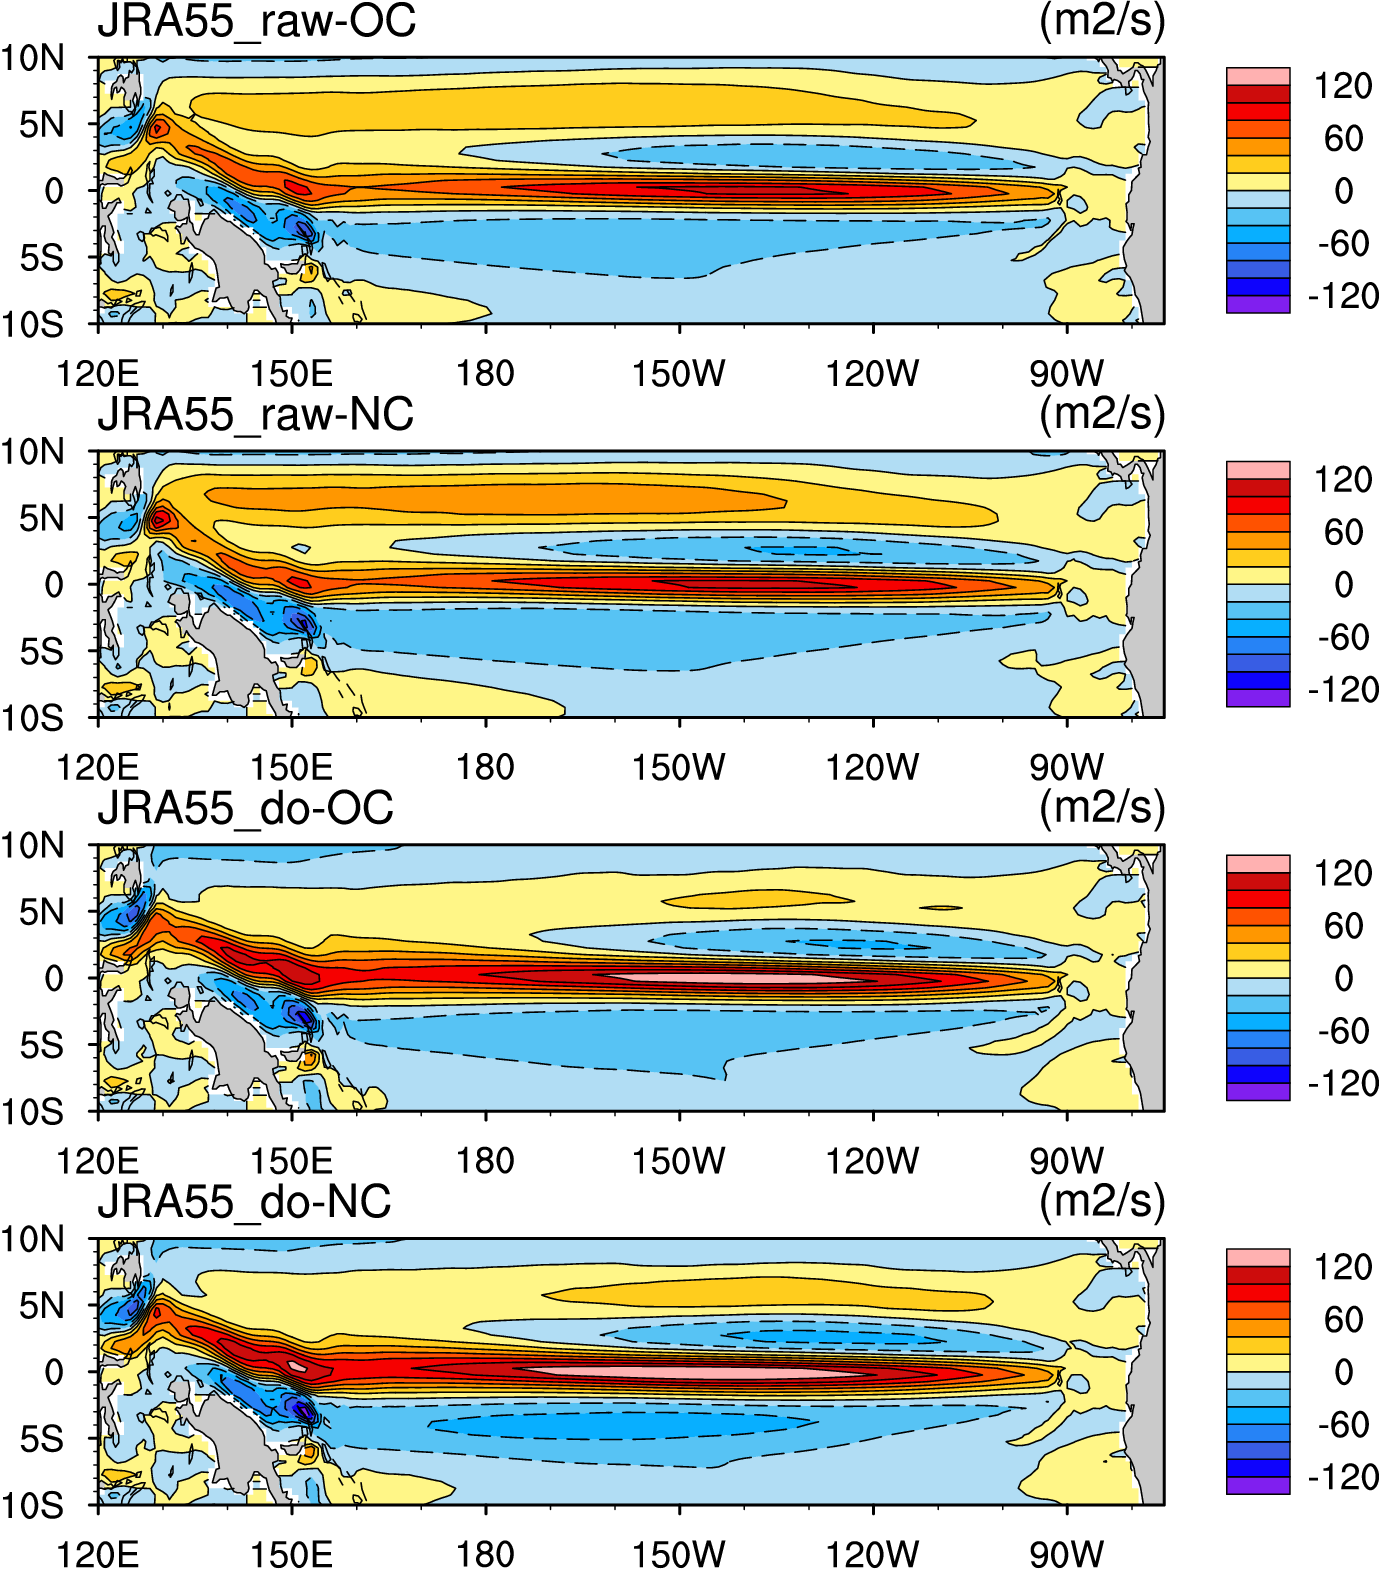 JRA55_raw-OC (m2/s)
10N
5N
0
5S
10S
120E 150E 180 150W 120W 90W
120
60
0
-60
-120
JRA55_raw-NC (m2/s)
10N
5N
0
5S
10S
120E 150E 180 150W 120W 90W
120
60
0
-60
-120
JRA55_do-OC (m2/s)
10N
5N
0
5S
10S
120E 150E 180 150W 120W 90W
120
60
0
-60
-120
JRA55_do-NC (m2/s)
10N
5N
0
5S
10S
120E 150E 180 150W 120W 90W
120
60
0
-60
-120